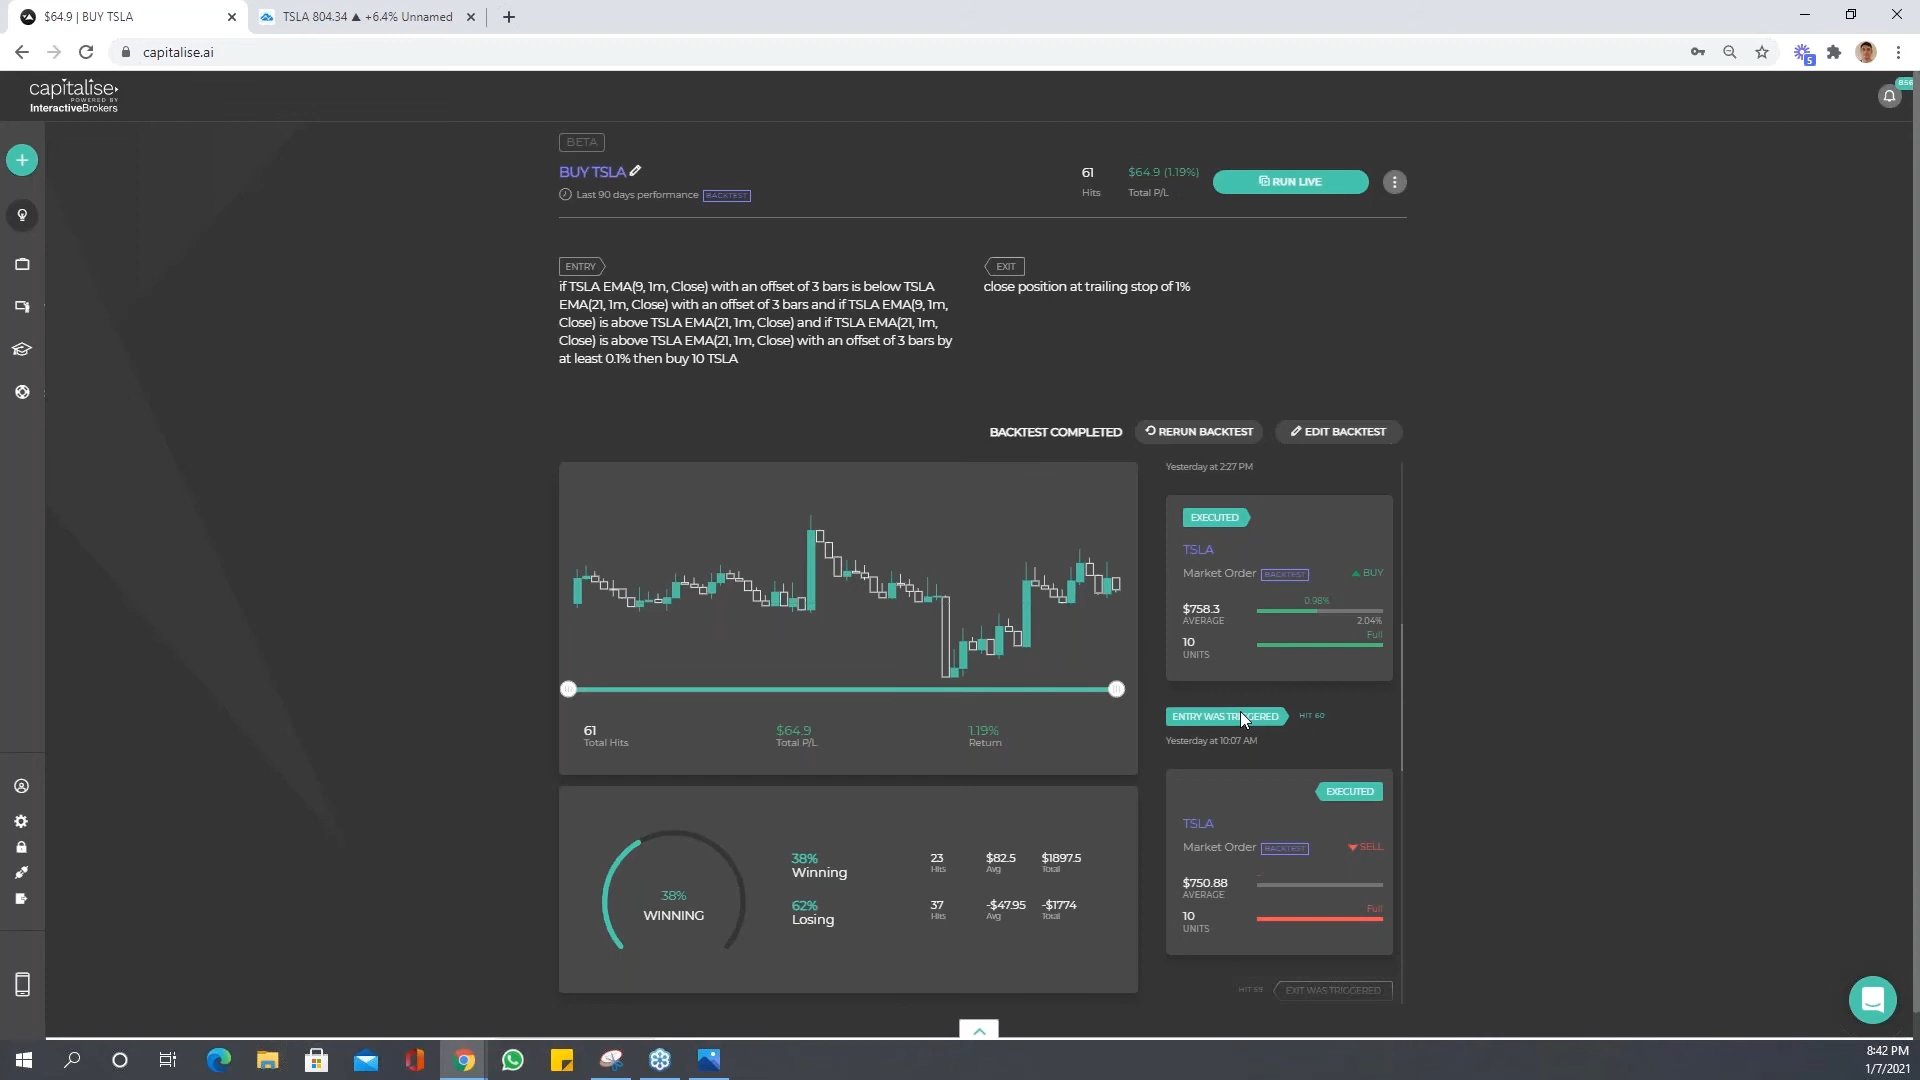 $64.9 | BUY TSLA
TSLA 804.34 ▲ +6.4% Unnamed
capitalise.ai
5
capitalise
POWERED BY
InteractiveBrokers
856
BETA
BUY TSLA
Last 90 days performance BACKTEST
61
Hits
$64.9 (1.19%)
Total P/L
RUN LIVE
ENTRY
if TSLA EMA(9, 1m, Close) with an offset of 3 bars is below TSLA
EMA(21, 1m, Close) with an offset of 3 bars and if TSLA EMA(9, 1m,
Close) is above TSLA EMA(21, 1m, Close) and if TSLA EMA(21, 1m,
Close) is above TSLA EMA(21, 1m, Close) with an offset of 3 bars by
at least 0.1% then buy 10 TSLA
EXIT
close position at trailing stop of 1%
BACKTEST COMPLETED
RERUN BACKTEST
EDIT BACKTEST
61
Total Hits
$64.9
Total P/L
1.19%
Return
38%
WINNING
38%
Winning
23
Hits
$82.5
Avg
$1897.5
Total
62%
Losing
37
Hits
-$47.95
Avg
-$1774
Total
Yesterday at 2:27 PM
EXECUTED
TSLA
Market Order BACKTEST ▲ BUY
0.98%
$758.3
AVERAGE
2.04%
Full
10
UNITS
ENTRY WAS TRIGGERED HIT 60
Yesterday at 10:07 AM
EXECUTED
TSLA
Market Order BACKTEST ▼ SELL
$750.88
AVERAGE
Full
10
UNITS
HIT 59 EXIT WAS TRIGGERED
8:42 PM
1/7/2021